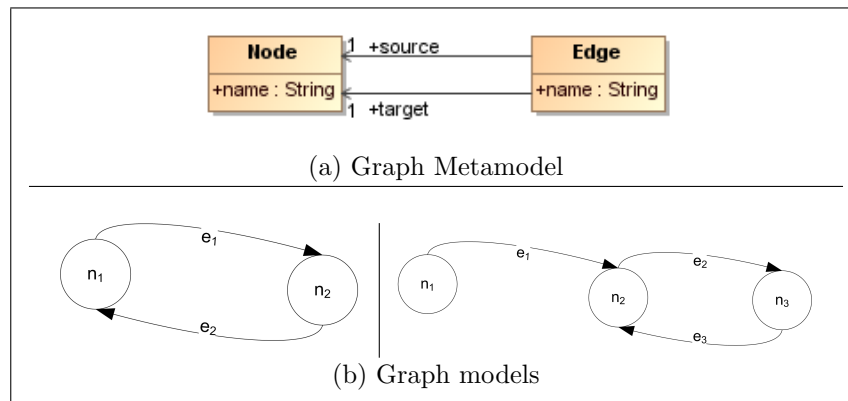 Node
+name : String
1 +source
1 +target
Edge
+name : String
(a) Graph Metamodel
n1
e1
n2
e2
n1
e1
n2
e2
n3
e3
(b) Graph models